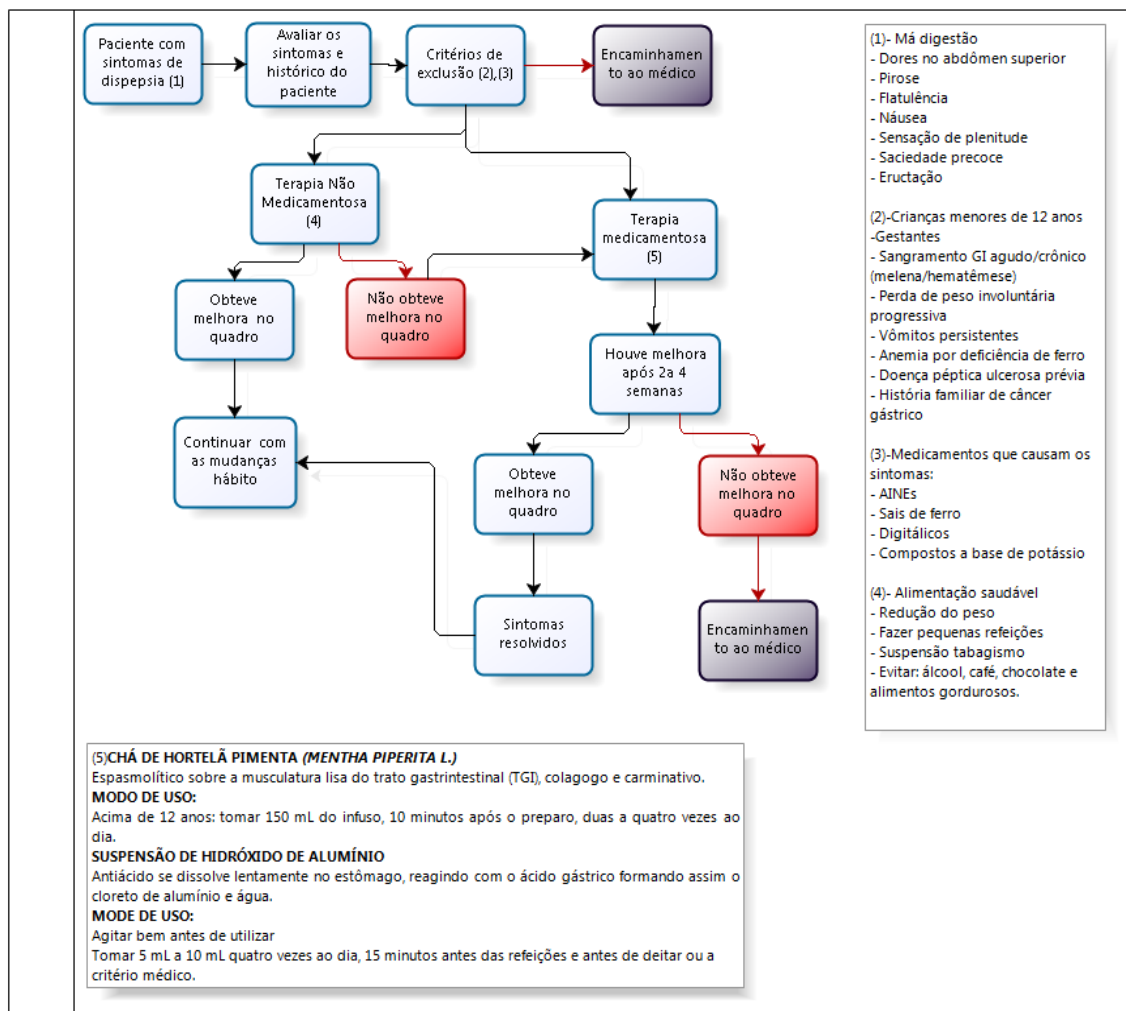 Paciente com
sintomas de
dispepsia (1)
Avaliar os
sintomas e
histórico do
paciente
Critérios de
exclusão (2),(3)
Encaminhamen
to ao médico
Terapia Não
Medicamentosa
(4)
Terapia
medicamentosa
(5)
Obteve
melhora no
quadro
Não obteve
melhora no
quadro
Houve melhora
após 2a 4
semanas
Continuar com
as mudanças
hábito
Obteve
melhora no
quadro
Não obteve
melhora no
quadro
Sintomas
resolvidos
Encaminhamen
to ao médico
(1)- Má digestão
- Dores no abdômen superior
- Pirose
- Flatulência
- Náusea
- Sensação de plenitude
- Saciedade precoce
- Eructação
(2)-Crianças menores de 12 anos
-Gestantes
- Sangramento GI agudo/crônico
(melena/hematêmese)
- Perda de peso involuntária
progressiva
- Vômitos persistentes
- Anemia por deficiência de ferro
- Doença péptica ulcerosa prévia
- História familiar de câncer
gástrico
(3)-Medicamentos que causam os
sintomas:
- AINEs
- Sais de ferro
- Digitálicos
- Compostos a base de potássio
(4)- Alimentação saudável
- Redução do peso
- Fazer pequenas refeições
- Suspensão tabagismo
- Evitar: álcool, café, chocolate e
alimentos gordurosos.
(5)CHÁ DE HORTELÃ PIMENTA (MENTHA PIPERITA L.)
Espasmolítico sobre a musculatura lisa do trato gastrintestinal (TGI), colagogo e carminativo.
MODO DE USO:
Acima de 12 anos: tomar 150 mL do infuso, 10 minutos após o preparo, duas a quatro vezes ao
dia.
SUSPENSÃO DE HIDRÓXIDO DE ALUMÍNIO
Antiácido se dissolve lentamente no estômago, reagindo com o ácido gástrico formando assim o
cloreto de alumínio e água.
MODE DE USO:
Agitar bem antes de utilizar
Tomar 5 mL a 10 mL quatro vezes ao dia, 15 minutos antes das refeições e antes de deitar ou a
critério médico.